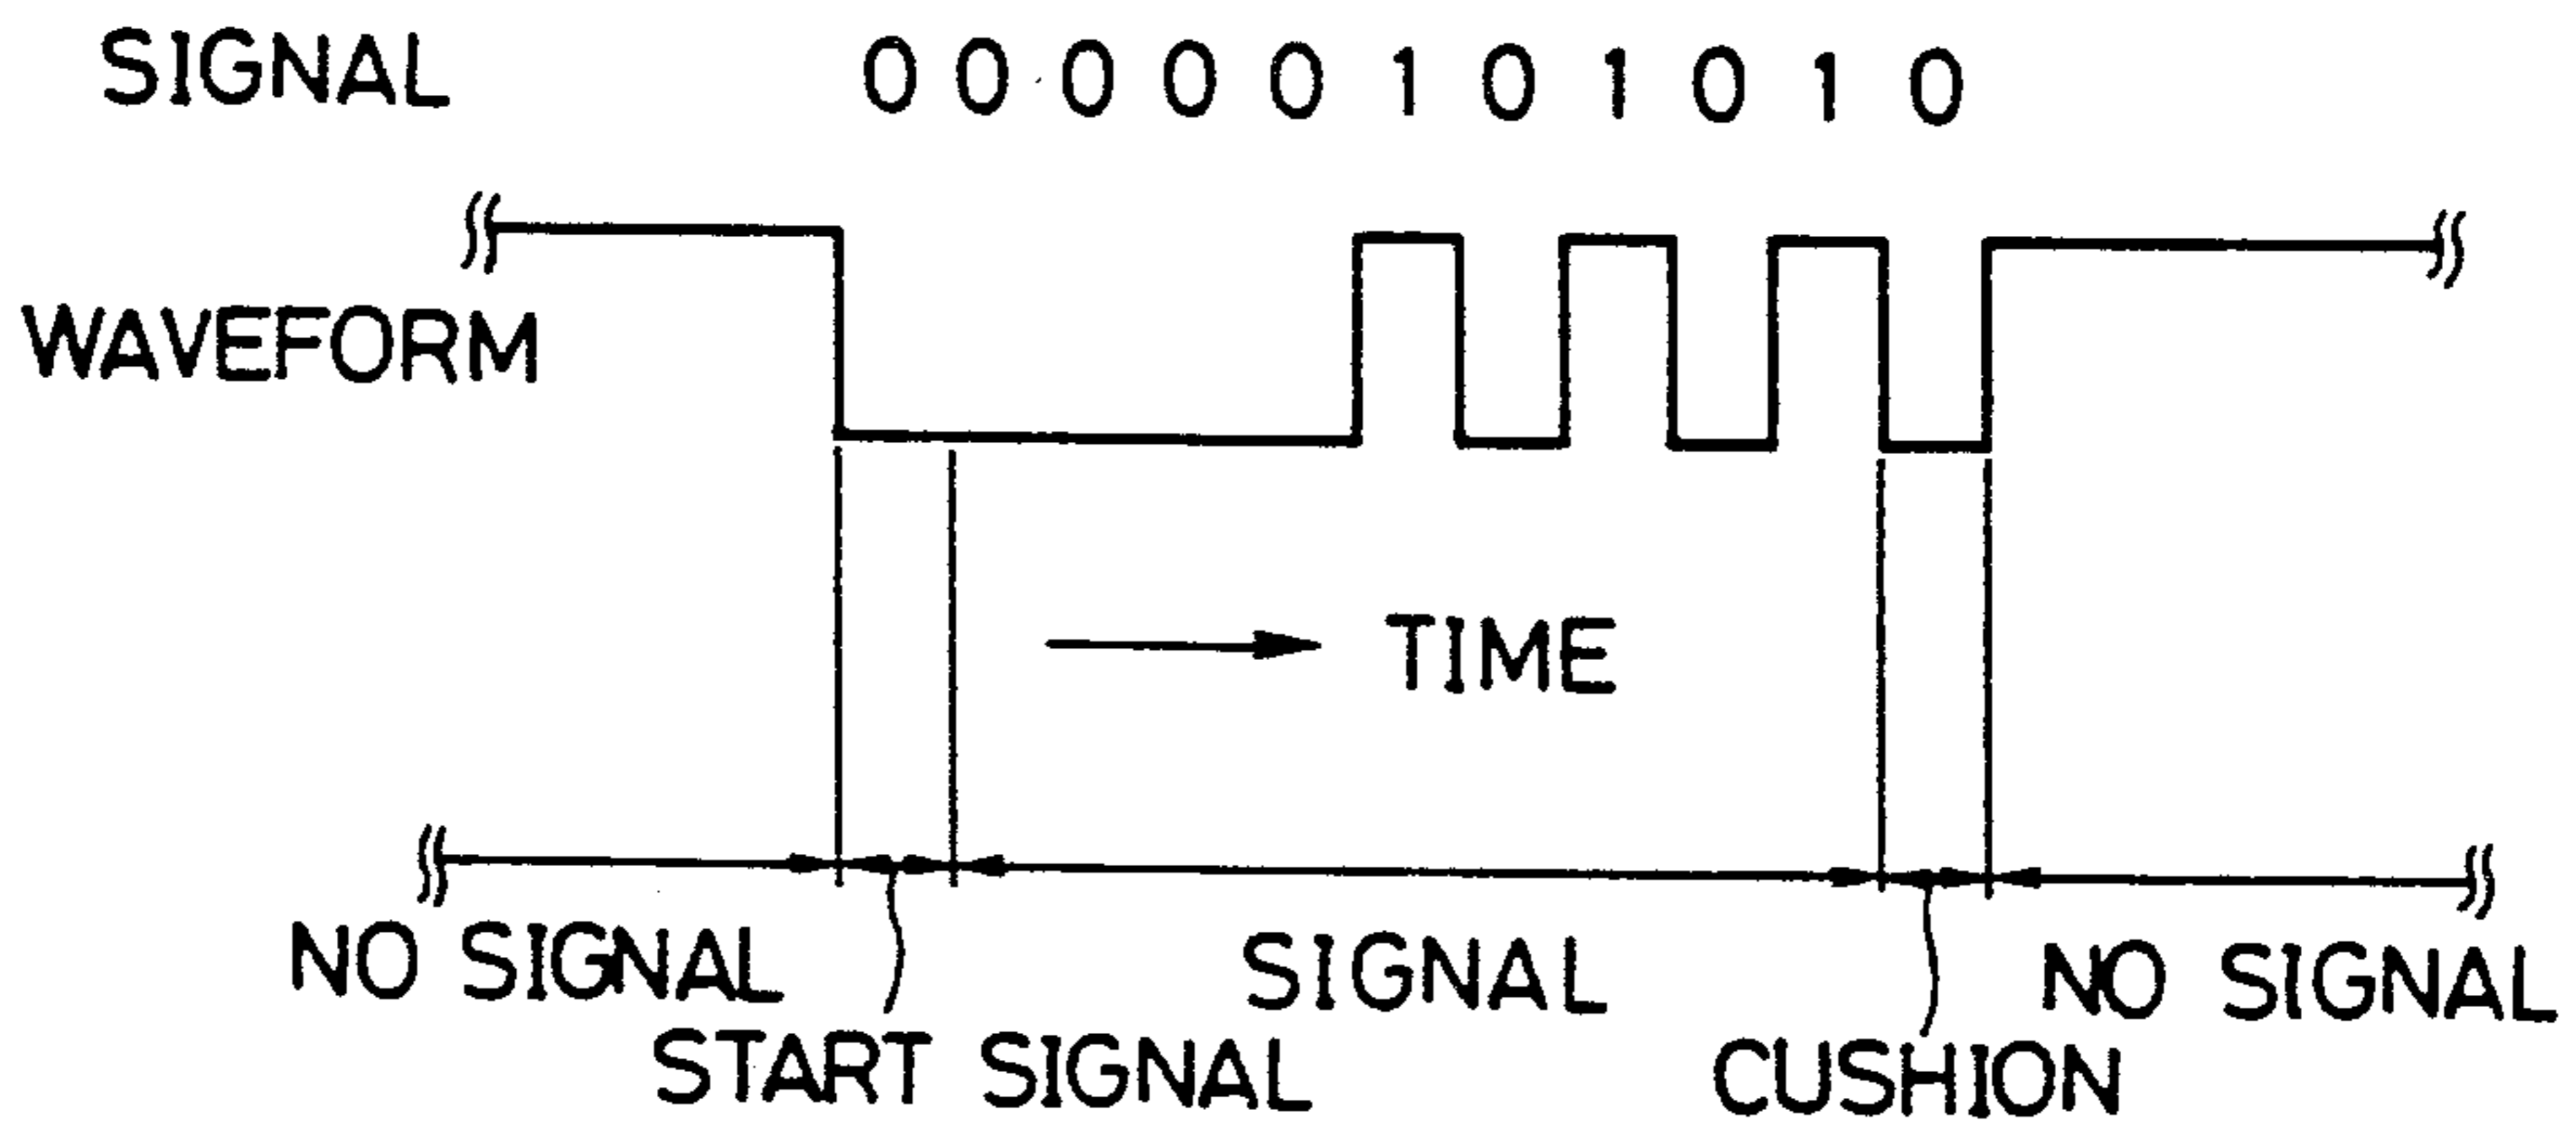 SIGNAL 0 0 0 0 0 1 0 1 0 1 0
WAVEFORM
TIME
NO SIGNAL SIGNAL NO SIGNAL
START SIGNAL CUSHION